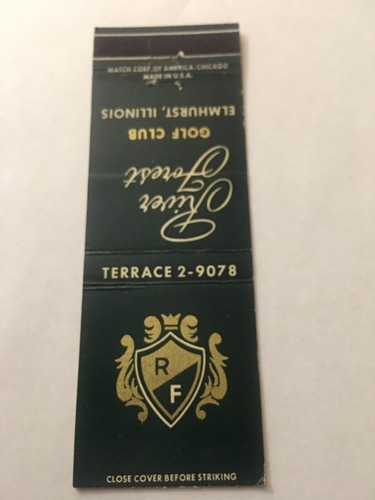 MATCH CORP. OF AMERICA, CHICAGO
MADE IN U.S.A.
River
Forest
GOLF CLUB
ELMHURST, ILLINOIS
TERRACE 2-9078
R
F
CLOSE COVER BEFORE STRIKING